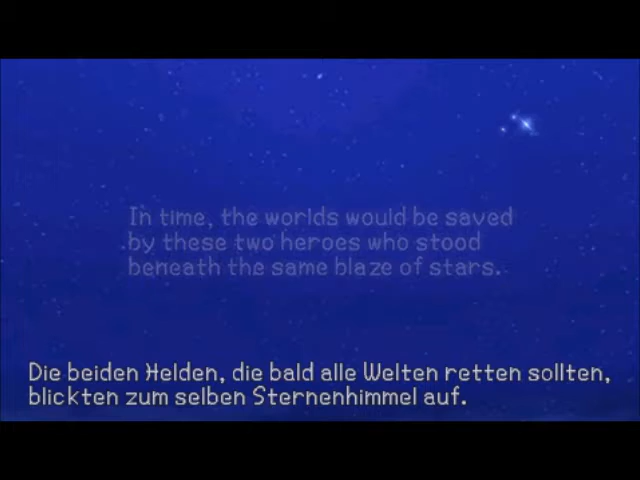 In time, the worlds would be saved
by these two heroes who stood
beneath the same blaze of stars.
Die beiden Helden, die bald alle Welten retten sollten,
blickten zum selben Sternenhimmel auf.